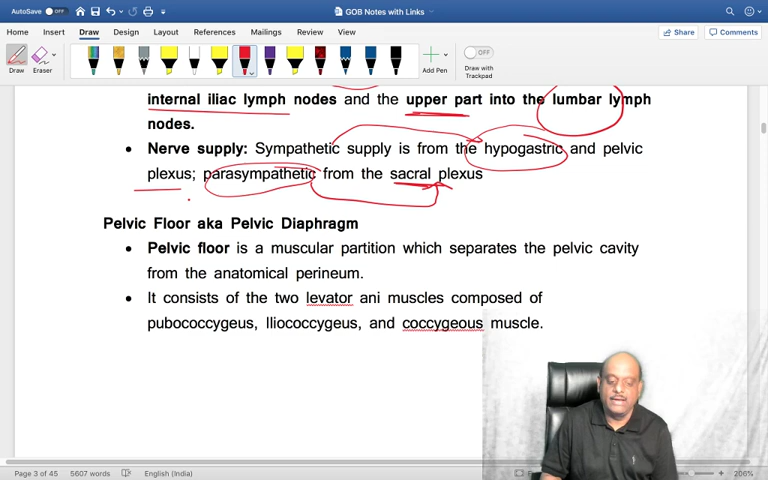 AutoSave OFF
GOB Notes with Links
Home Insert Draw Design Layout References Mailings Review View Share Comments
Draw Eraser Add Pen OFF Draw with Trackpad
internal iliac lymph nodes and the upper part into the lumbar lymph
nodes.
• Nerve supply: Sympathetic supply is from the hypogastric and pelvic
plexus; parasympathetic from the sacral plexus
Pelvic Floor aka Pelvic Diaphragm
• Pelvic floor is a muscular partition which separates the pelvic cavity
from the anatomical perineum.
• It consists of the two levator ani muscles composed of
pubococcygeus, Iliococcygeus, and coccygeous muscle.
Page 3 of 45 5607 words English (India) 206%